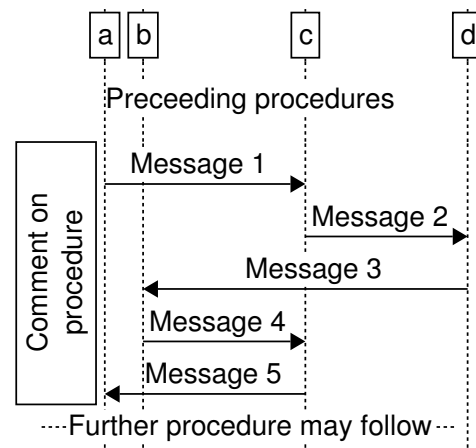 a b c d
Preceeding procedures
Message 1
Message 2
Message 3
Message 4
Message 5
Comment on
procedure
Further procedure may follow